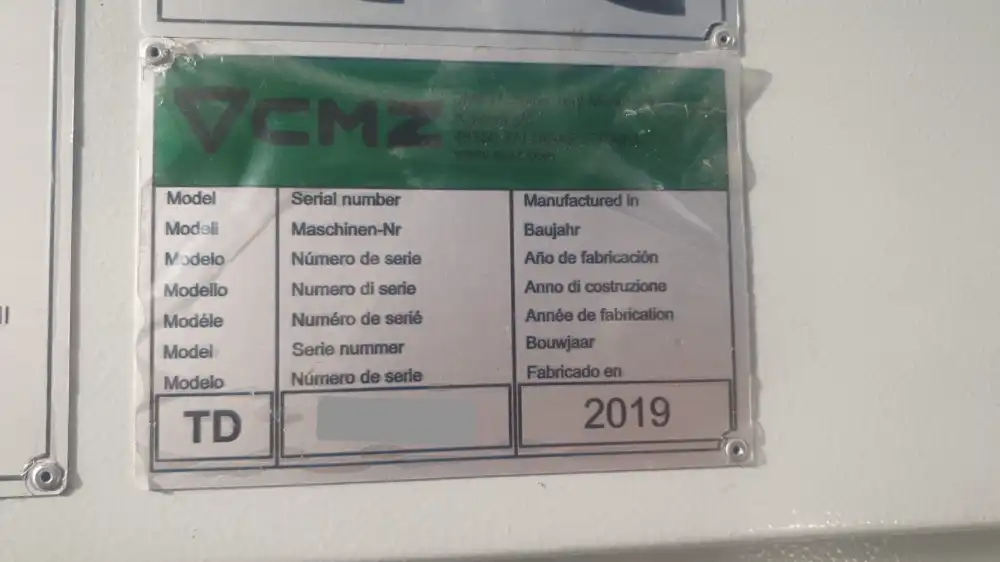 CMZ
Model
Modell
Modelo
Modello
Modéle
Model
Modelo
TD
Serial number
Maschinen-Nr
Número de serie
Numero di serie
Numéro de serié
Serie nummer
Número de serie
Manufactured in
Baujahr
Año de fabricación
Anno di costruzione
Année de fabrication
Bouwjaar
Fabricado en
2019